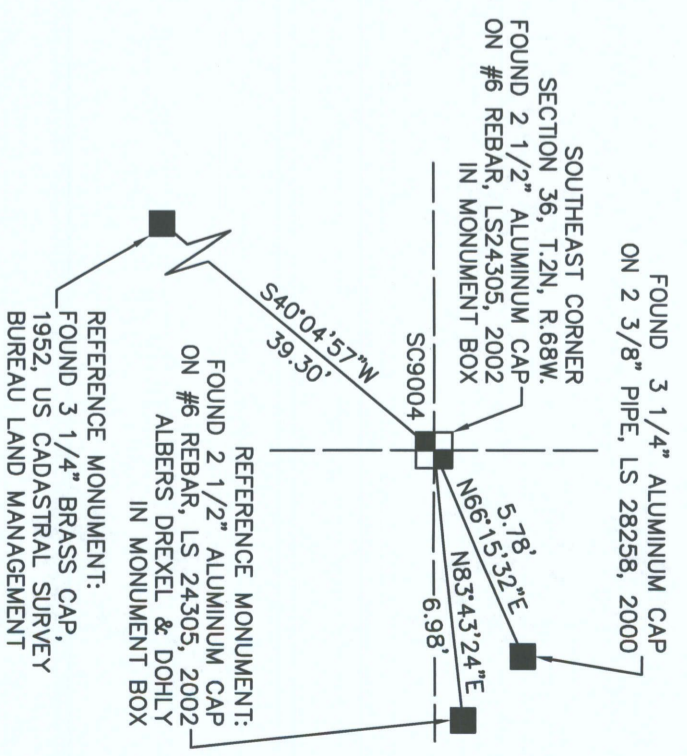 FOUND 3 1/4" ALUMINUM CAP
ON 2 3/8" PIPE, LS 28258, 2000
SOUTHEAST CORNER
SECTION 36, T.2N, R.68W.
FOUND 2 1/2" ALUMINUM CAP
ON #6 REBAR, LS24305, 2002
IN MONUMENT BOX
5.78'
N66°15'32"E
N83°43'24"E
6.98'
SC9004
S40°04'57"W
39.30'
REFERENCE MONUMENT:
FOUND 2 1/2" ALUMINUM CAP
ON #6 REBAR, LS 24305, 2002
ALBERS DREXEL & DOHLY
IN MONUMENT BOX
REFERENCE MONUMENT:
FOUND 3 1/4" BRASS CAP,
1952, US CADASTRAL SURVEY
BUREAU LAND MANAGEMENT